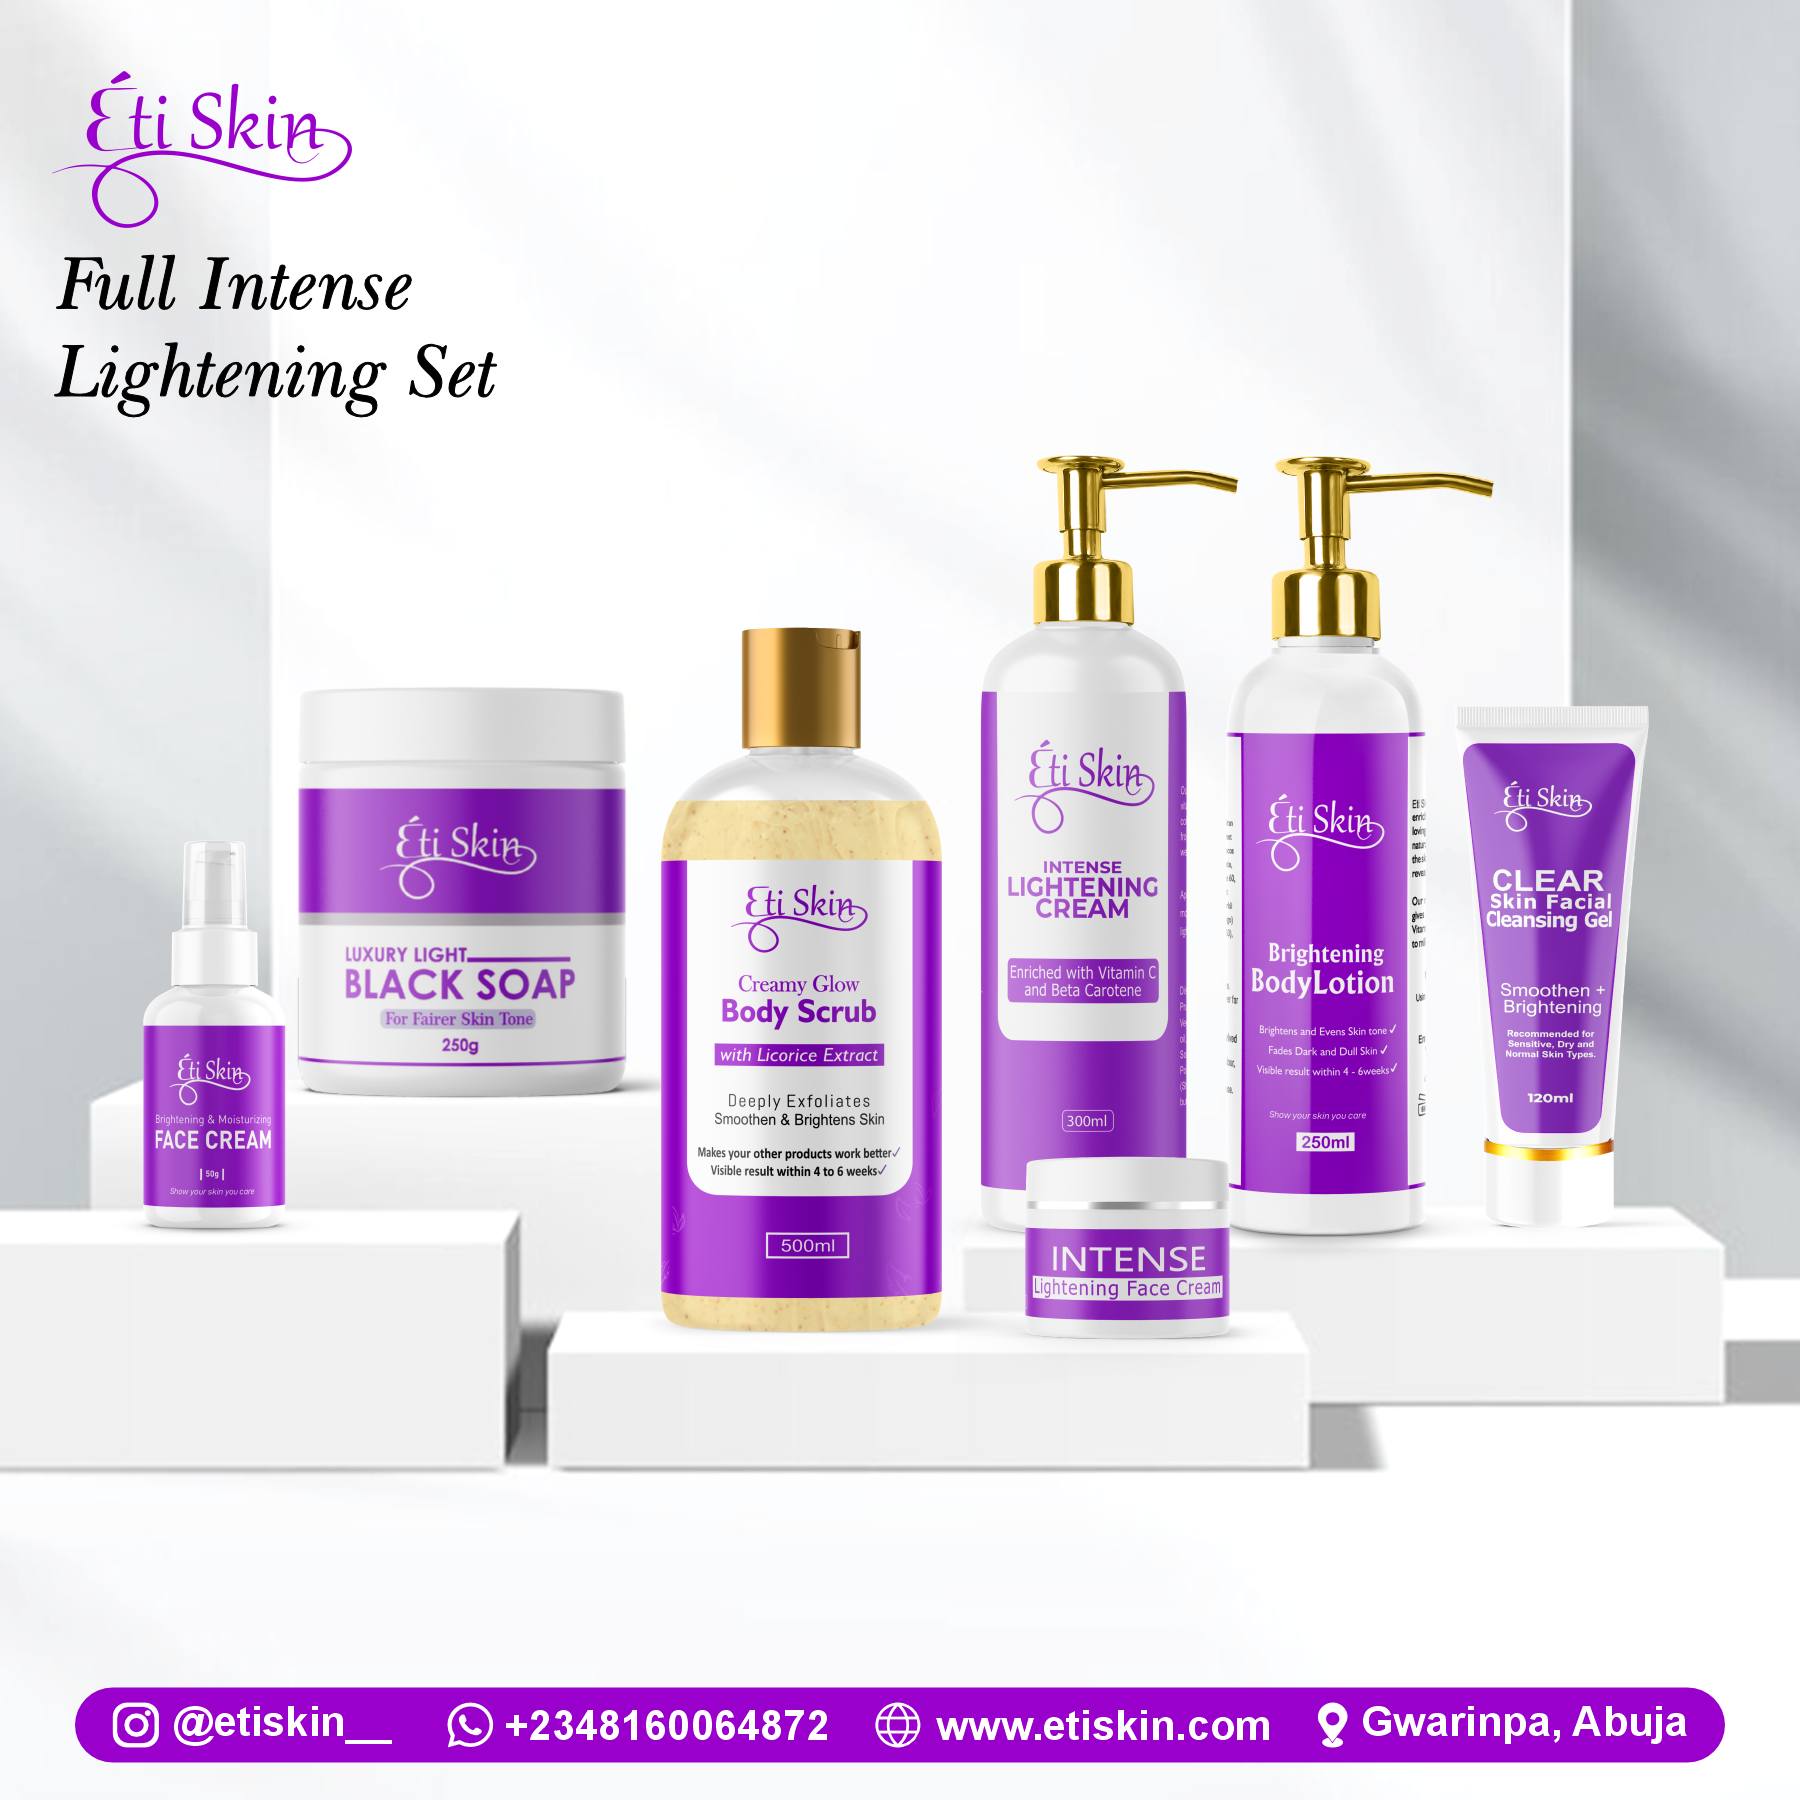 Éti Skin
Full Intense
Lightening Set
Éti Skin
Brightening & Moisturizing
FACE CREAM
50g
Show your skin you care
Éti Skin
LUXURY LIGHT
BLACK SOAP
For Fairer Skin Tone
250g
Éti Skin
Creamy Glow
Body Scrub
with Licorice Extract
Deeply Exfoliates
Smoothen & Brightens Skin
Makes your other products work better✓
Visible result within 4 to 6 weeks✓
500ml
Éti Skin
INTENSE
LIGHTENING
CREAM
Enriched with Vitamin C
and Beta Carotene
300ml
INTENSE
Lightening Face Cream
Éti Skin
Brightening
BodyLotion
Brightens and Evens Skin tone ✓
Fades Dark and Dull Skin ✓
Visible result within 4 - 6weeks ✓
Show your skin you care
250ml
Éti Skin
CLEAR
Skin Facial
Cleansing Gel
Smoothen +
Brightening
Recommended for
Sensitive, Dry and
Normal Skin Types.
120ml
@etiskin__
+2348160064872
www.etiskin.com
Gwarinpa, Abuja